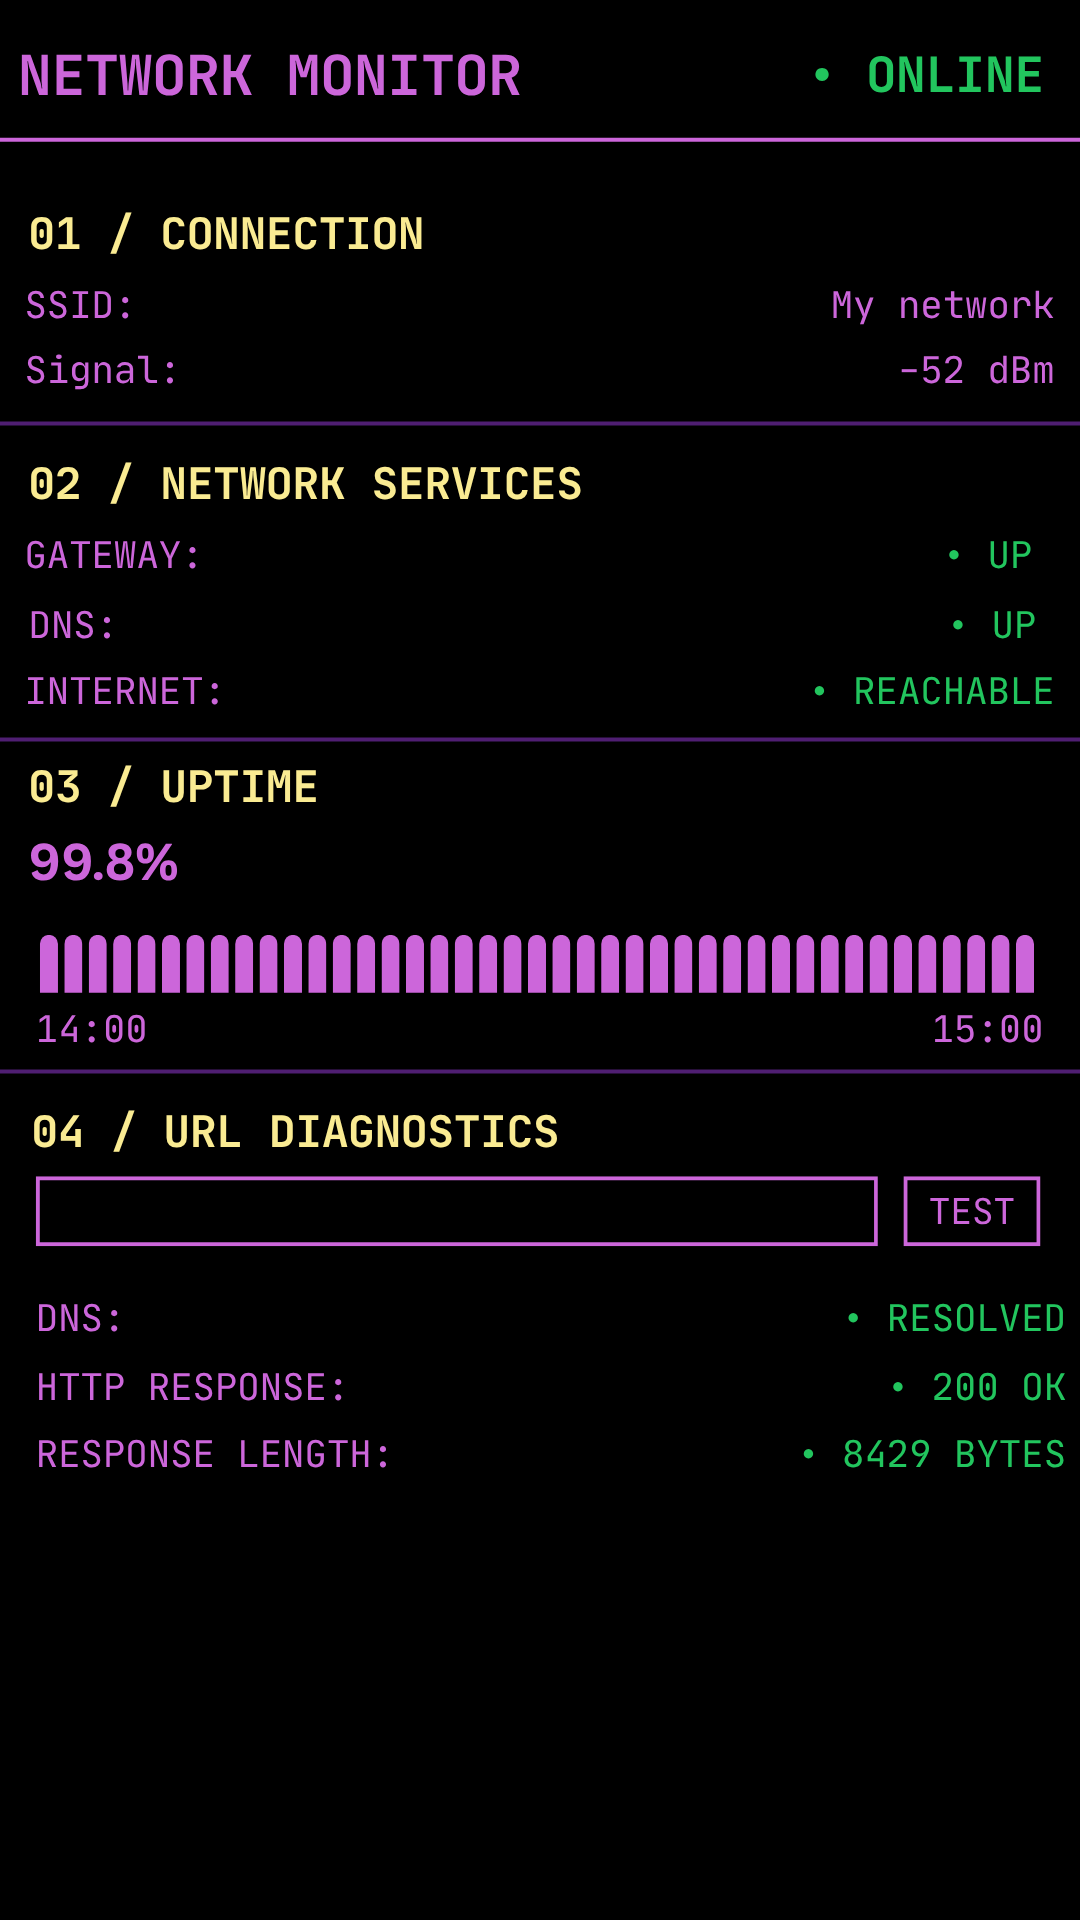 NETWORK MONITOR • ONLINE
01 / CONNECTION
SSID: My network
Signal: -52 dBm
02 / NETWORK SERVICES
GATEWAY: • UP
DNS: • UP
INTERNET: • REACHABLE
03 / UPTIME
99.8%
14:00 15:00
04 / URL DIAGNOSTICS
TEST
DNS: • RESOLVED
HTTP RESPONSE: • 200 OK
RESPONSE LENGTH: • 8429 BYTES